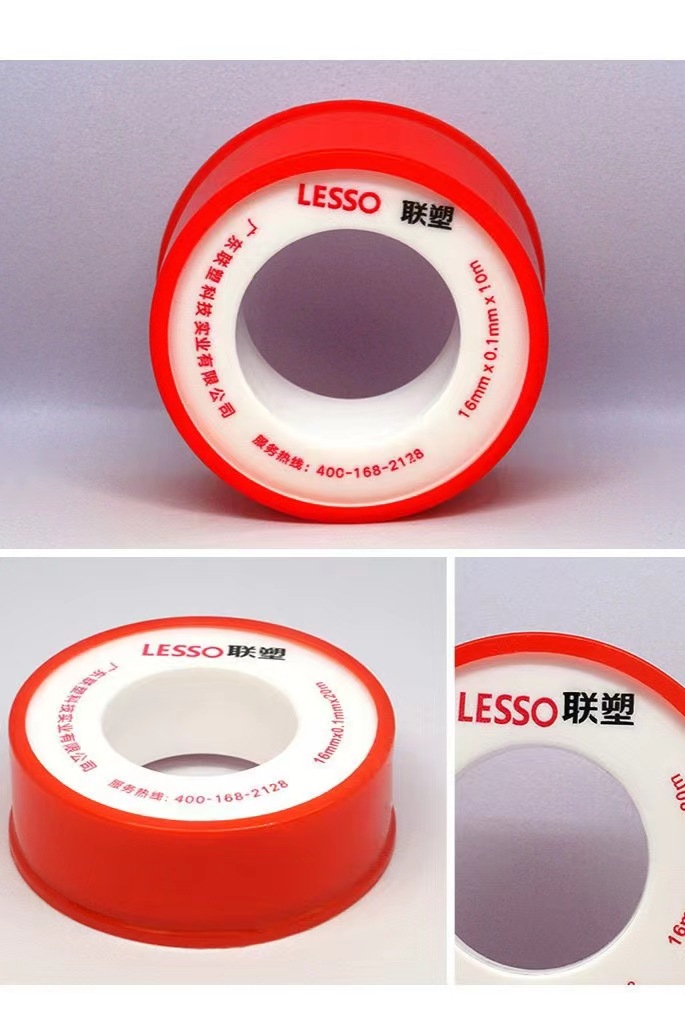 LESSO 联塑
广东联塑科技实业有限公司
16mm x 0.1mm x 10m
服务热线：400-168-2128
LESSO 联塑
广东联塑科技实业有限公司
16mmx0.1mmx20m
服务热线：400-168-2128
LESSO 联塑